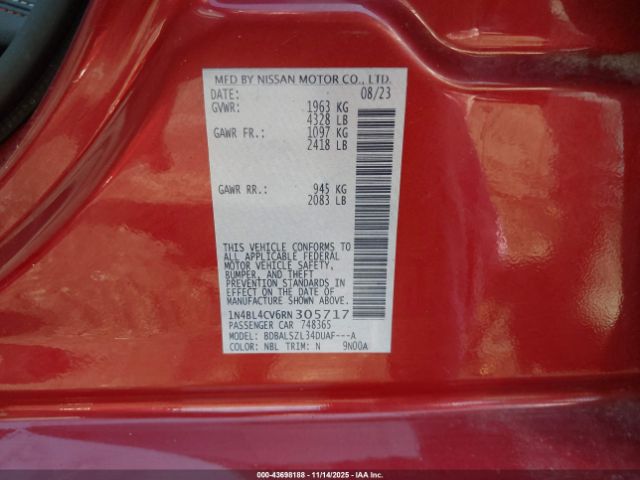 MFD BY NISSAN MOTOR CO., LTD.
DATE: 08/23
GVWR: 1963 KG
4328 LB
GAWR FR.: 1097 KG
2418 LB
GAWR RR.: 945 KG
2083 LB
THIS VEHICLE CONFORMS TO
ALL APPLICABLE FEDERAL
MOTOR VEHICLE SAFETY,
BUMPER, AND THEFT
PREVENTION STANDARDS IN
EFFECT ON THE DATE OF
MANUFACTURE SHOWN ABOVE.
1N4BL4CV6RN305717
PASSENGER CAR 748365
MODEL: BDBALSZL34DUAF---A
COLOR: NBL TRIM: N 9N00A
000-43698188 - 11/14/2025 - IAA Inc.